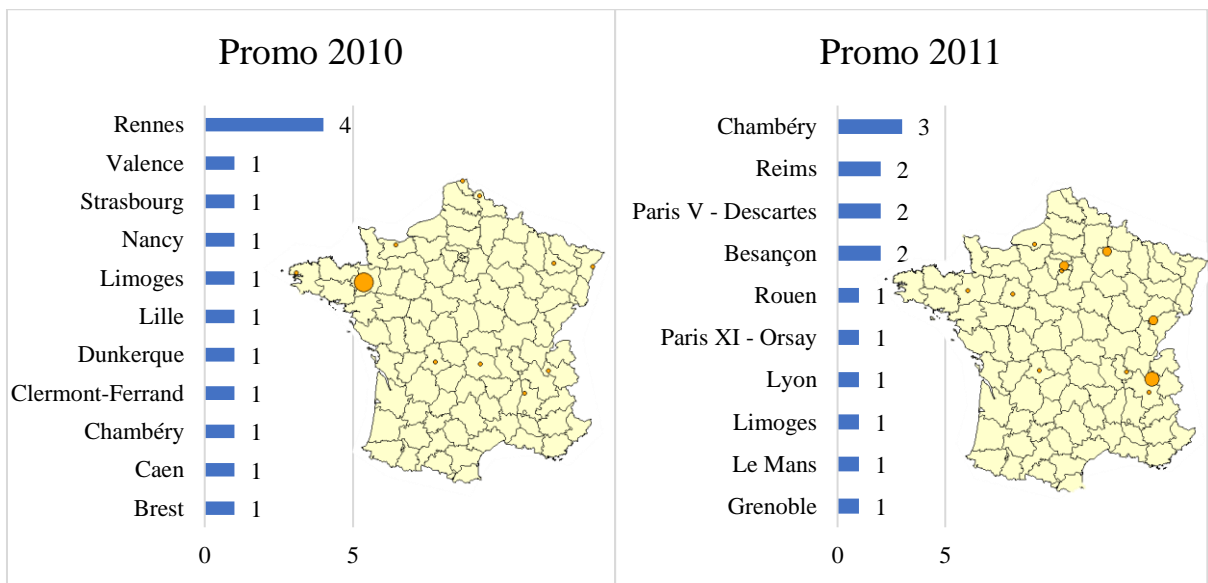 Promo 2010
Rennes 4
Valence 1
Strasbourg 1
Nancy 1
Limoges 1
Lille 1
Dunkerque 1
Clermont-Ferrand 1
Chambéry 1
Caen 1
Brest 1
0 5
Promo 2011
Chambéry 3
Reims 2
Paris V - Descartes 2
Besançon 2
Rouen 1
Paris XI - Orsay 1
Lyon 1
Limoges 1
Le Mans 1
Grenoble 1
0 5